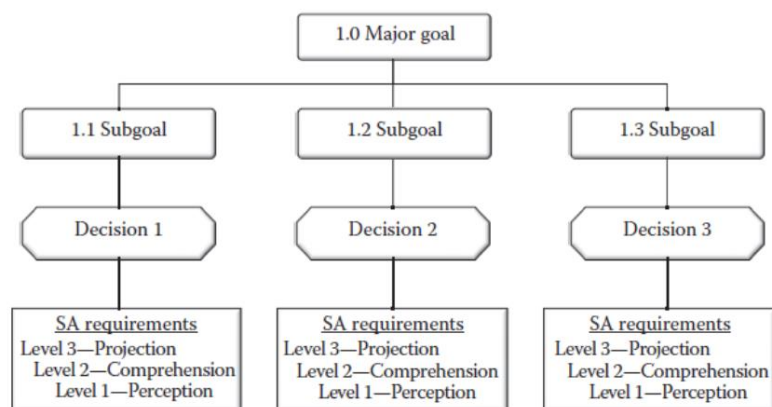 1.0 Major goal
1.1 Subgoal
1.2 Subgoal
1.3 Subgoal
Decision 1
Decision 2
Decision 3
SA requirements
Level 3—Projection
Level 2—Comprehension
Level 1—Perception
SA requirements
Level 3—Projection
Level 2—Comprehension
Level 1—Perception
SA requirements
Level 3—Projection
Level 2—Comprehension
Level 1—Perception